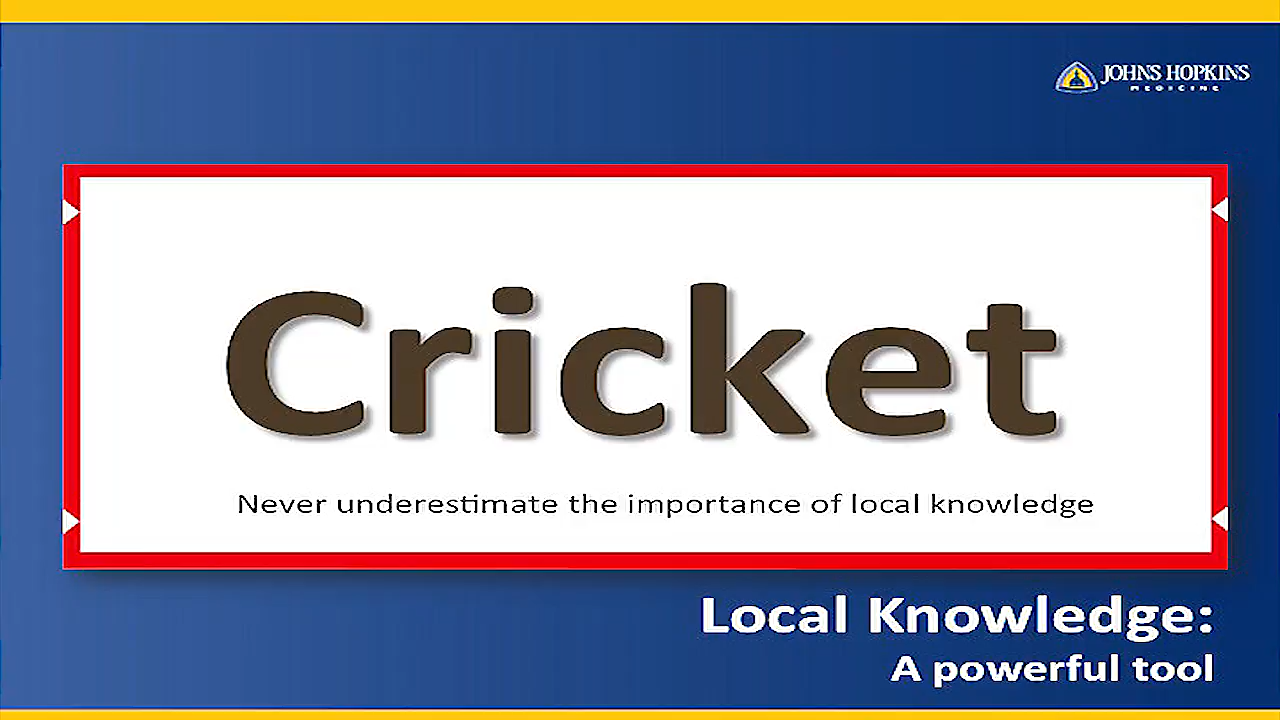 JOHNS HOPKINS
MEDICINE
Cricket
Never underestimate the importance of local knowledge
Local Knowledge:
A powerful tool